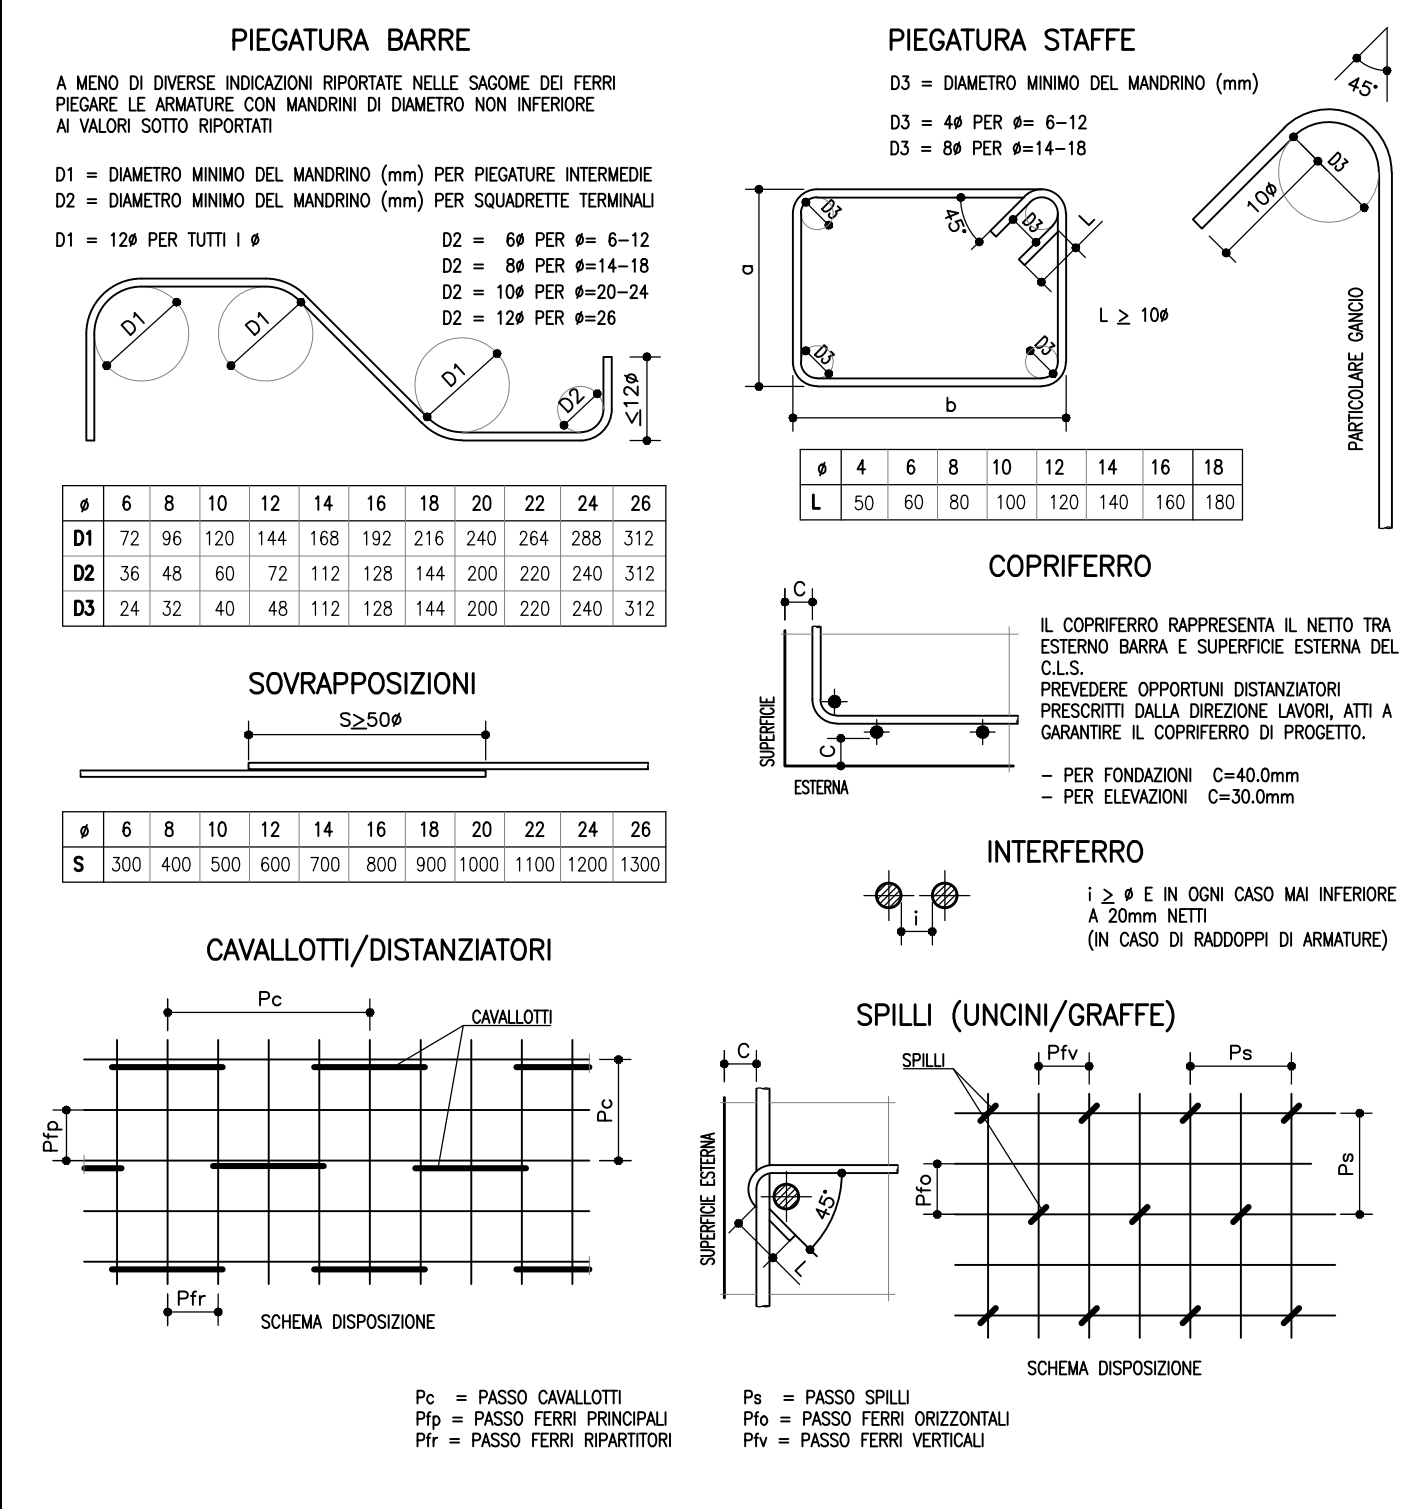 PIEGATURA BARRE
A MENO DI DIVERSE INDICAZIONI RIPORTATE NELLE SAGOME DEI FERRI
PIEGARE LE ARMATURE CON MANDRINI DI DIAMETRO NON INFERIORE
AI VALORI SOTTO RIPORTATI
D1 = DIAMETRO MINIMO DEL MANDRINO (mm) PER PIEGATURE INTERMEDIE
D2 = DIAMETRO MINIMO DEL MANDRINO (mm) PER SQUADRETTE TERMINALI
D1 = 12ø PER TUTTI I ø
D2 = 6ø PER ø= 6-12
D2 = 8ø PER ø=14-18
D2 = 10ø PER ø=20-24
D2 = 12ø PER ø=26
D1
D1
D1
D2
≤12ø
ø 6 8 10 12 14 16 18 20 22 24 26
D1 72 96 120 144 168 192 216 240 264 288 312
D2 36 48 60 72 112 128 144 200 220 240 312
D3 24 32 40 48 112 128 144 200 220 240 312
SOVRAPPOSIZIONI
S≥50ø
ø 6 8 10 12 14 16 18 20 22 24 26
S 300 400 500 600 700 800 900 1000 1100 1200 1300
CAVALLOTTI/DISTANZIATORI
Pc
CAVALLOTTI
Pc
Pfp
Pfr
SCHEMA DISPOSIZIONE
Pc = PASSO CAVALLOTTI
Pfp = PASSO FERRI PRINCIPALI
Pfr = PASSO FERRI RIPARTITORI
PIEGATURA STAFFE
D3 = DIAMETRO MINIMO DEL MANDRINO (mm)
D3 = 4ø PER ø= 6-12
D3 = 8ø PER ø=14-18
45°
D3
10ø
PARTICOLARE GANCIO
D3
45°
D3
L
a
D3
D3
b
L ≥ 10ø
ø 4 6 8 10 12 14 16 18
L 50 60 80 100 120 140 160 180
COPRIFERRO
C
SUPERFICIE
C
ESTERNA
IL COPRIFERRO RAPPRESENTA IL NETTO TRA
ESTERNO BARRA E SUPERFICIE ESTERNA DEL
C.L.S.
PREVEDERE OPPORTUNI DISTANZIATORI
PRESCRITTI DALLA DIREZIONE LAVORI, ATTI A
GARANTIRE IL COPRIFERRO DI PROGETTO.
- PER FONDAZIONI C=40.0mm
- PER ELEVAZIONI C=30.0mm
INTERFERRO
i
i ≥ ø E IN OGNI CASO MAI INFERIORE
A 20mm NETTI
(IN CASO DI RADDOPPI DI ARMATURE)
SPILLI (UNCINI/GRAFFE)
C
SUPERFICIE ESTERNA
45°
L
SPILLI
Pfv
Ps
Ps
Pfo
SCHEMA DISPOSIZIONE
Ps = PASSO SPILLI
Pfo = PASSO FERRI ORIZZONTALI
Pfv = PASSO FERRI VERTICALI